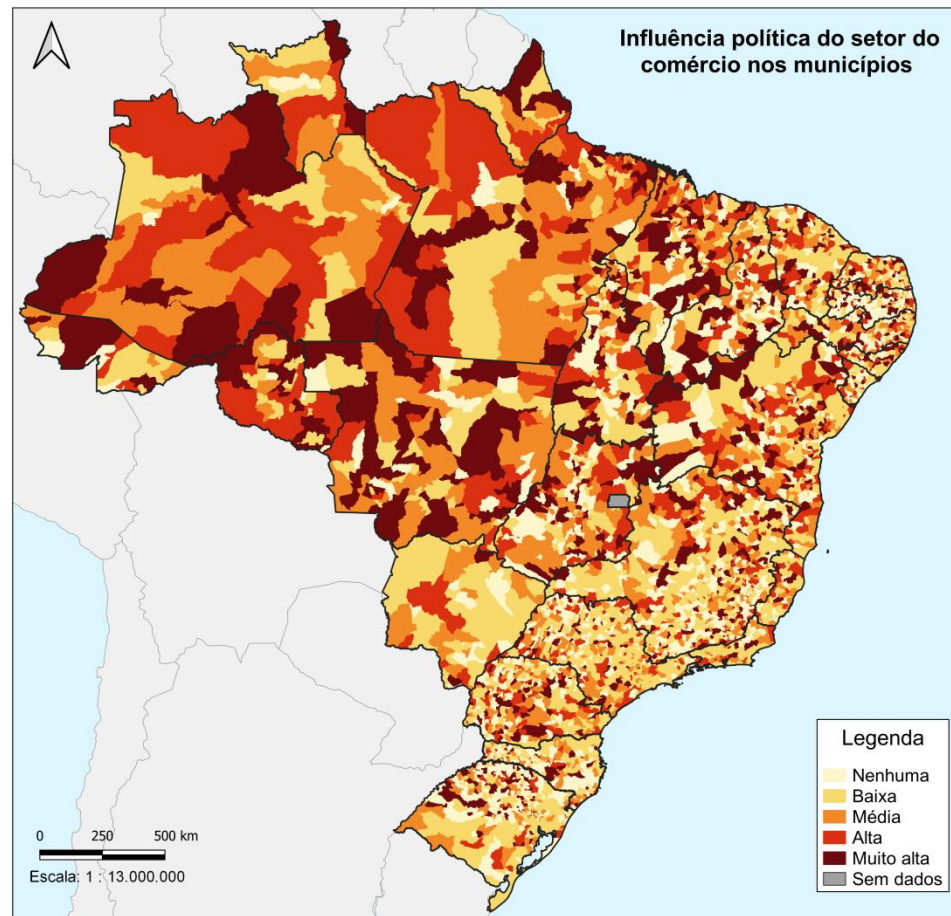 Influência política do setor do
comércio nos municípios
Legenda
Nenhuma
Baixa
Média
Alta
Muito alta
Sem dados
0 250 500 km
Escala: 1 : 13.000.000